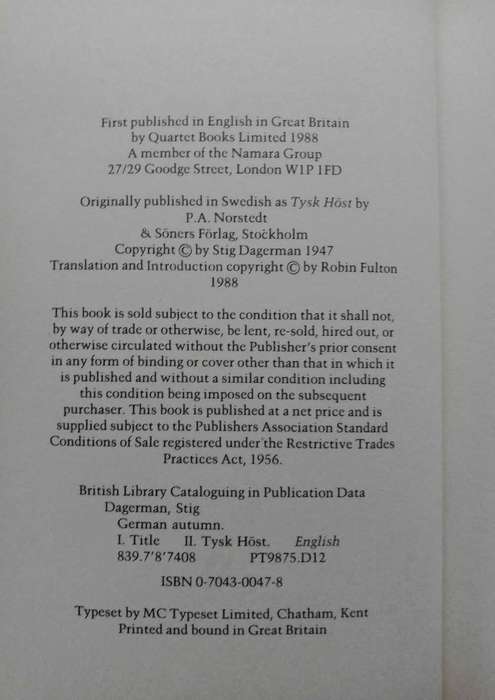 First published in English in Great Britain
by Quartet Books Limited 1988
A member of the Namara Group
27/29 Goodge Street, London W1P 1FD
Originally published in Swedish as Tysk Höst by
P.A. Norstedt
& Söners Förlag, Stockholm
Copyright © by Stig Dagerman 1947
Translation and Introduction copyright © by Robin Fulton
1988
This book is sold subject to the condition that it shall not,
by way of trade or otherwise, be lent, re-sold, hired out, or
otherwise circulated without the Publisher's prior consent
in any form of binding or cover other than that in which it
is published and without a similar condition including
this condition being imposed on the subsequent
purchaser. This book is published at a net price and is
supplied subject to the Publishers Association Standard
Conditions of Sale registered under the Restrictive Trades
Practices Act, 1956.
British Library Cataloguing in Publication Data
Dagerman, Stig
German autumn.
I. Title II. Tysk Höst. English
839.7'8'7408 PT9875.D12
ISBN 0-7043-0047-8
Typeset by MC Typeset Limited, Chatham, Kent
Printed and bound in Great Britain